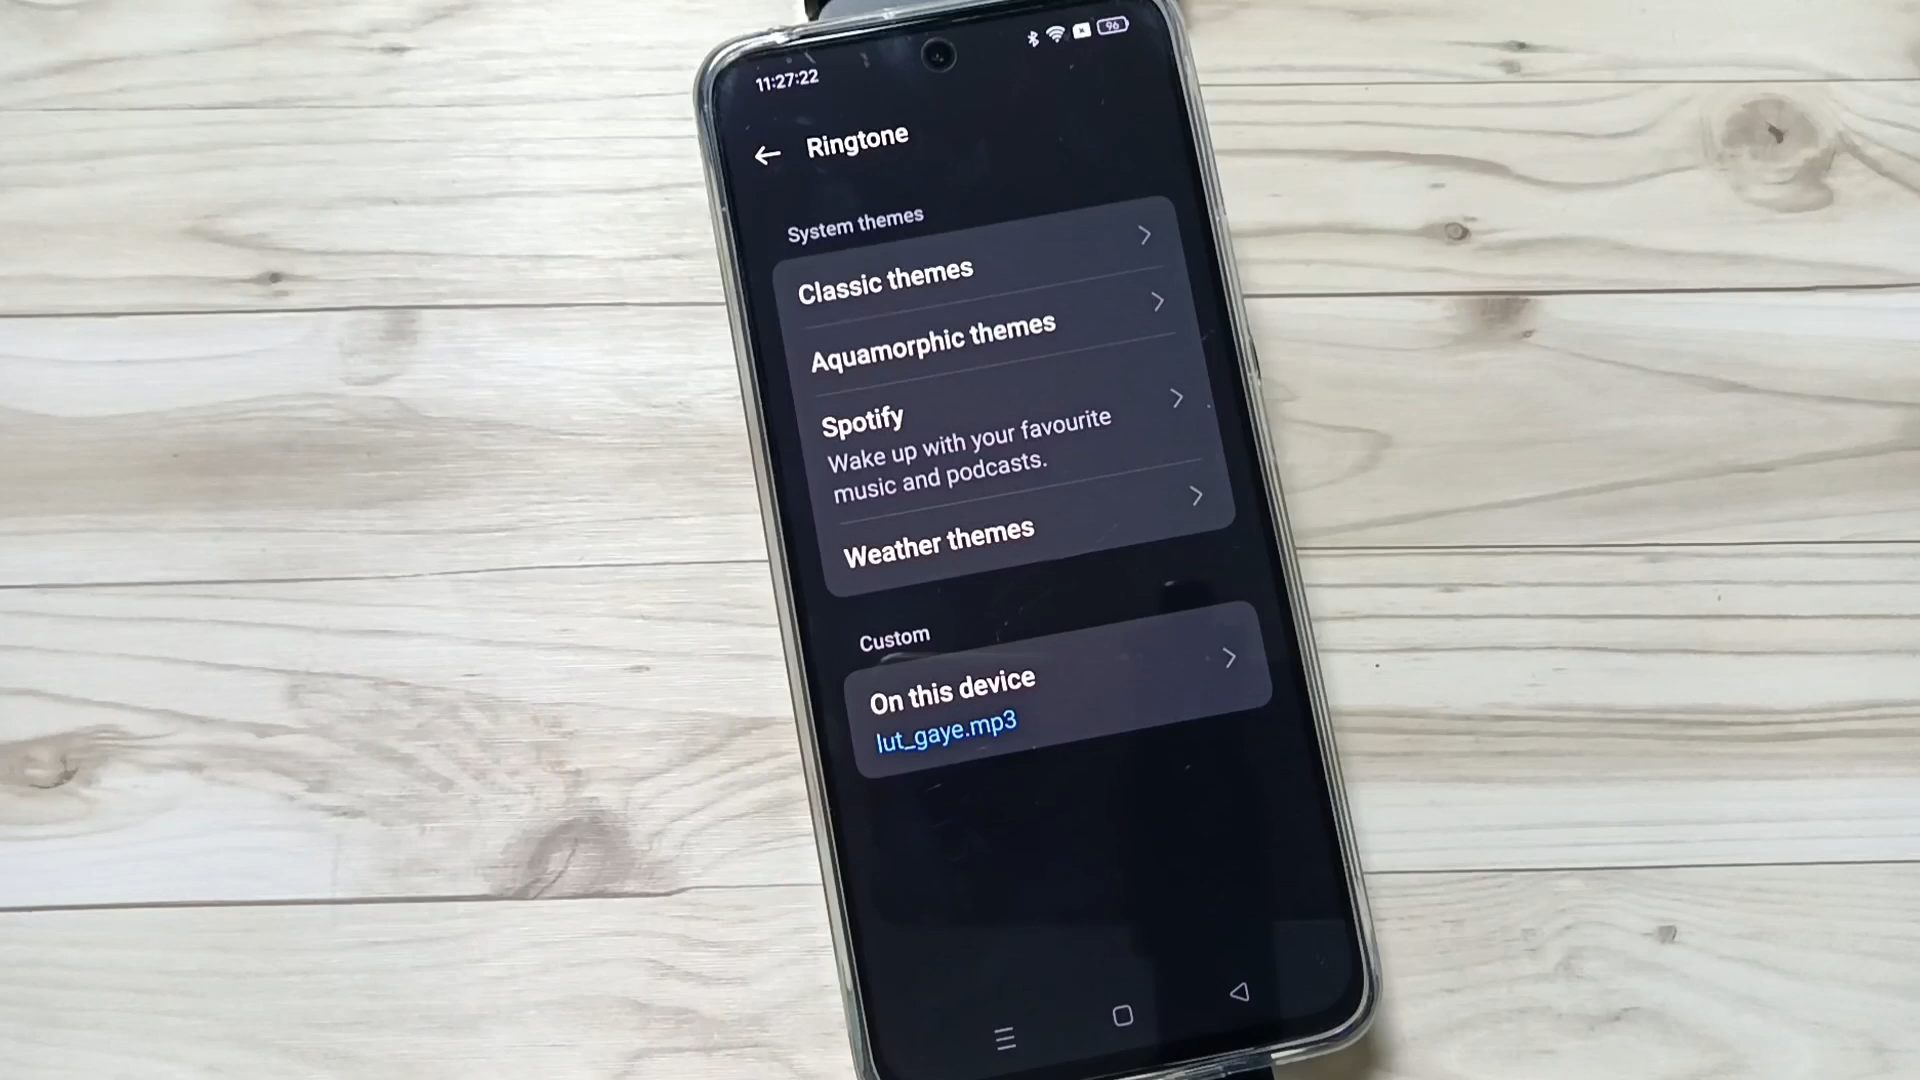 11:27:22
96
Ringtone
System themes
Classic themes
Aquamorphic themes
Spotify
Wake up with your favourite
music and podcasts.
Weather themes
Custom
On this device
lut_gaye.mp3